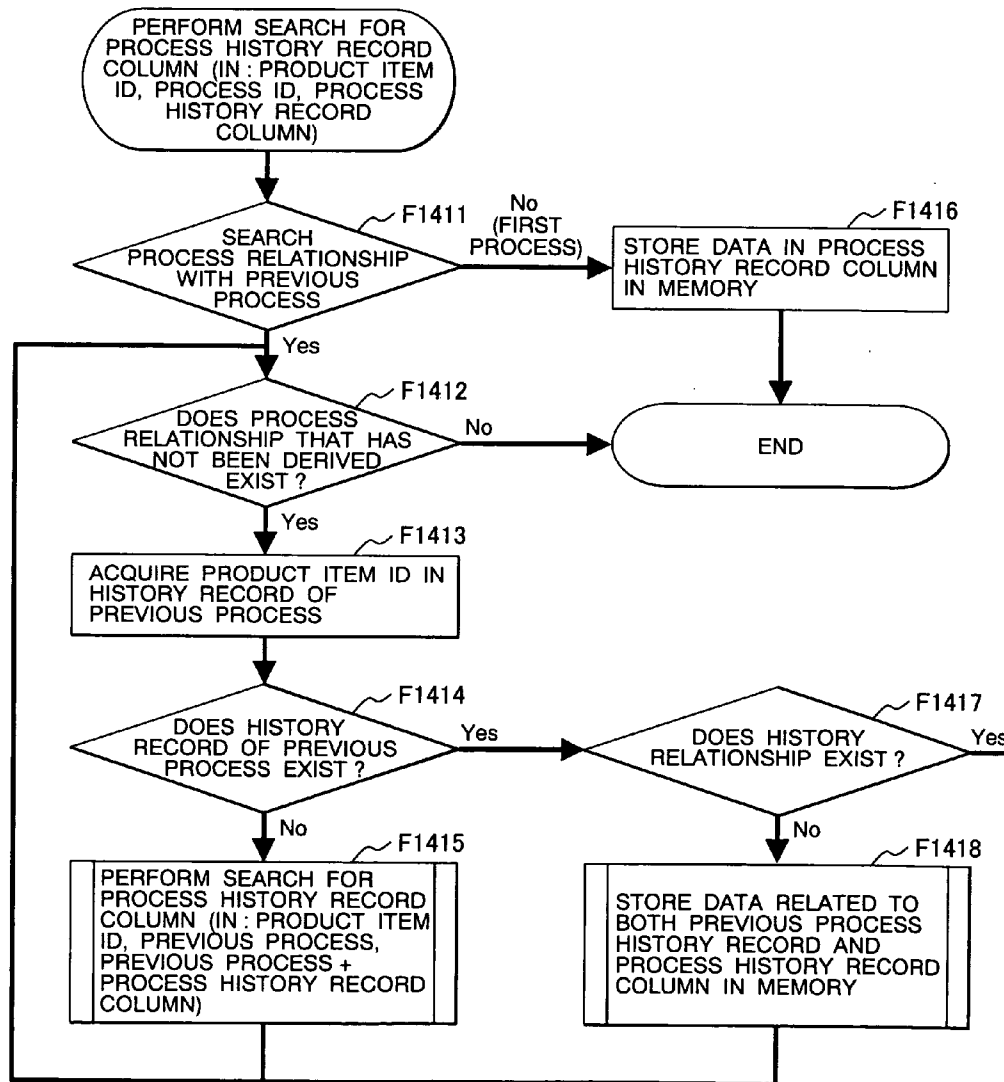 PERFORM SEARCH FOR
PROCESS HISTORY RECORD
COLUMN (IN : PRODUCT ITEM
ID, PROCESS ID, PROCESS
HISTORY RECORD
COLUMN)
F1411
SEARCH
PROCESS RELATIONSHIP
WITH PREVIOUS
PROCESS
No
(FIRST
PROCESS)
F1416
STORE DATA IN PROCESS
HISTORY RECORD COLUMN
IN MEMORY
Yes
F1412
DOES PROCESS
RELATIONSHIP THAT HAS
NOT BEEN DERIVED
EXIST ?
No
END
Yes
F1413
ACQUIRE PRODUCT ITEM ID IN
HISTORY RECORD OF
PREVIOUS PROCESS
F1414
DOES HISTORY
RECORD OF PREVIOUS
PROCESS EXIST ?
Yes
F1417
DOES HISTORY
RELATIONSHIP EXIST ?
Yes
No
F1415
PERFORM SEARCH FOR
PROCESS HISTORY RECORD
COLUMN (IN : PRODUCT ITEM
ID, PREVIOUS PROCESS,
PREVIOUS PROCESS +
PROCESS HISTORY RECORD
COLUMN)
No
F1418
STORE DATA RELATED TO
BOTH PREVIOUS PROCESS
HISTORY RECORD AND
PROCESS HISTORY RECORD
COLUMN IN MEMORY